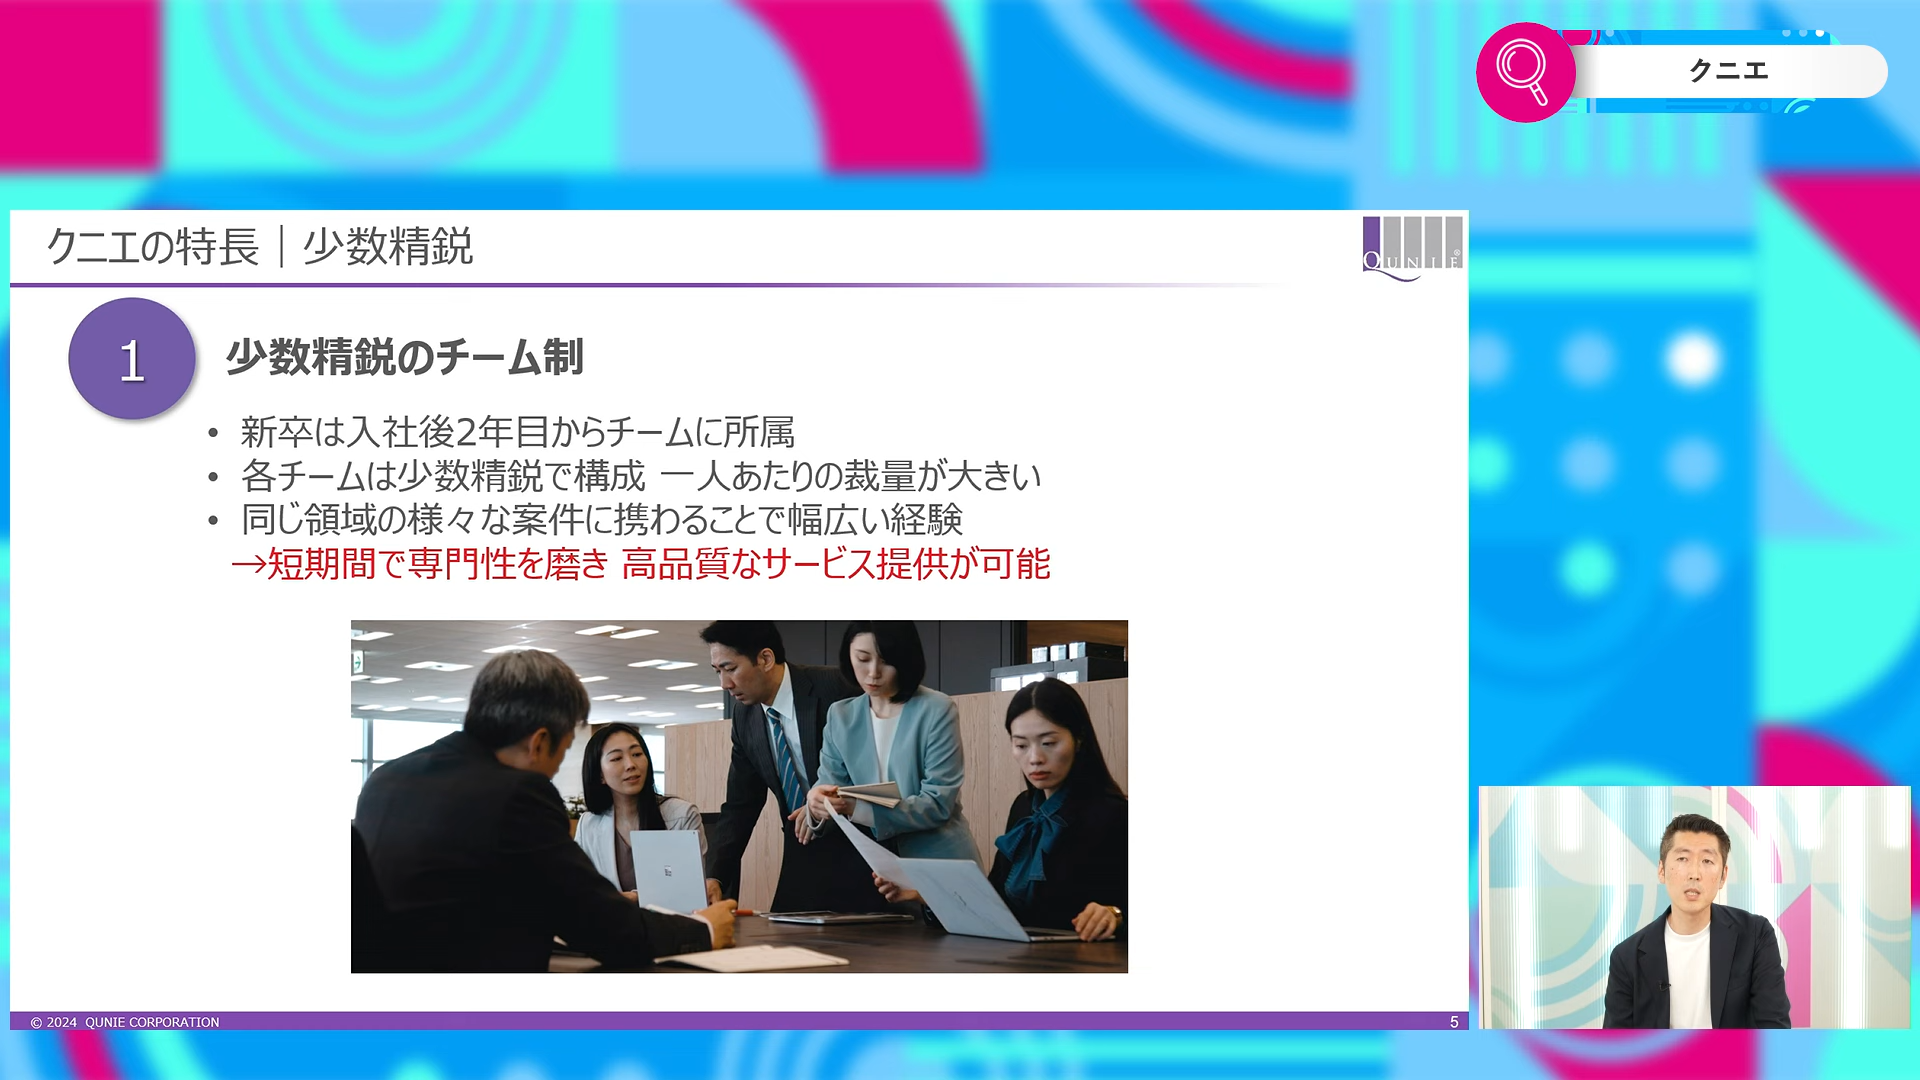 クニエ
クニエの特長｜少数精鋭
QUNIE®
1
少数精鋭のチーム制
• 新卒は入社後2年目からチームに所属
• 各チームは少数精鋭で構成 一人あたりの裁量が大きい
• 同じ領域の様々な案件に携わることで幅広い経験
→短期間で専門性を磨き 高品質なサービス提供が可能
© 2024 QUNIE CORPORATION
5